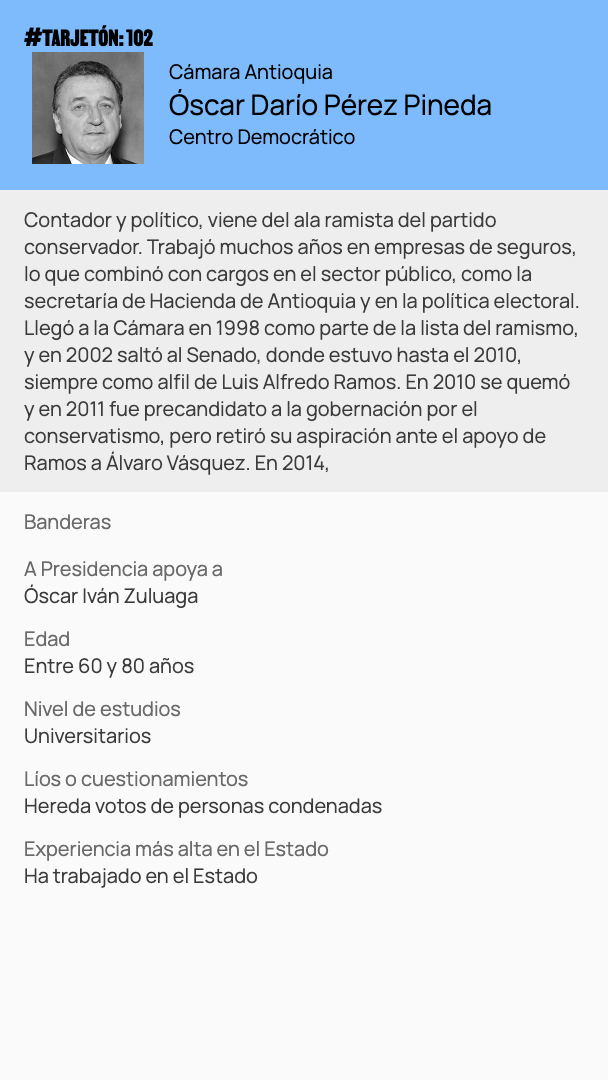 #TARJETÓN: 102
Cámara Antioquia
Óscar Darío Pérez Pineda
Centro Democrático
Contador y político, viene del ala ramista del partido
conservador. Trabajó muchos años en empresas de seguros,
lo que combinó con cargos en el sector público, como la
secretaría de Hacienda de Antioquia y en la política electoral.
Llegó a la Cámara en 1998 como parte de la lista del ramismo,
y en 2002 saltó al Senado, donde estuvo hasta el 2010,
siempre como alfil de Luis Alfredo Ramos. En 2010 se quemó
y en 2011 fue precandidato a la gobernación por el
conservatismo, pero retiró su aspiración ante el apoyo de
Ramos a Álvaro Vásquez. En 2014,
Banderas
A Presidencia apoya a
Óscar Iván Zuluaga
Edad
Entre 60 y 80 años
Nivel de estudios
Universitarios
Líos o cuestionamientos
Hereda votos de personas condenadas
Experiencia más alta en el Estado
Ha trabajado en el Estado